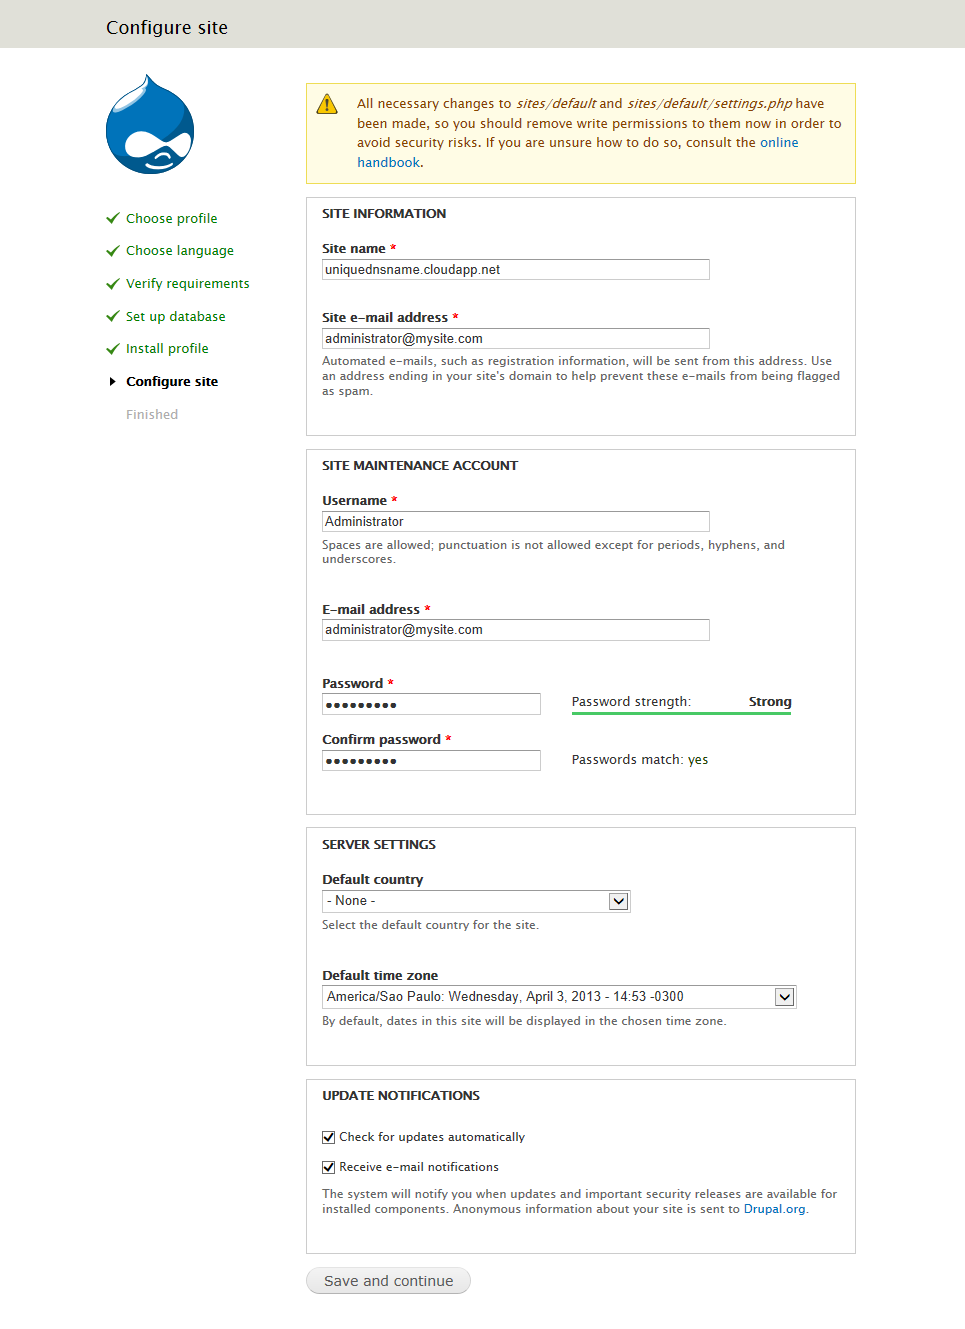 Configure site
All necessary changes to sites/default and sites/default/settings.php have
been made, so you should remove write permissions to them now in order to
avoid security risks. If you are unsure how to do so, consult the online
handbook.
Choose profile
Choose language
Verify requirements
Set up database
Install profile
Configure site
Finished
SITE INFORMATION
Site name *
uniquednsname.cloudapp.net
Site e-mail address *
administrator@mysite.com
Automated e-mails, such as registration information, will be sent from this address. Use
an address ending in your site's domain to help prevent these e-mails from being flagged
as spam.
SITE MAINTENANCE ACCOUNT
Username *
Administrator
Spaces are allowed; punctuation is not allowed except for periods, hyphens, and
underscores.
E-mail address *
administrator@mysite.com
Password *
●●●●●●●●●
Password strength: Strong
Confirm password *
●●●●●●●●●
Passwords match: yes
SERVER SETTINGS
Default country
- None -
Select the default country for the site.
Default time zone
America/Sao Paulo: Wednesday, April 3, 2013 - 14:53 -0300
By default, dates in this site will be displayed in the chosen time zone.
UPDATE NOTIFICATIONS
Check for updates automatically
Receive e-mail notifications
The system will notify you when updates and important security releases are available for
installed components. Anonymous information about your site is sent to Drupal.org.
Save and continue